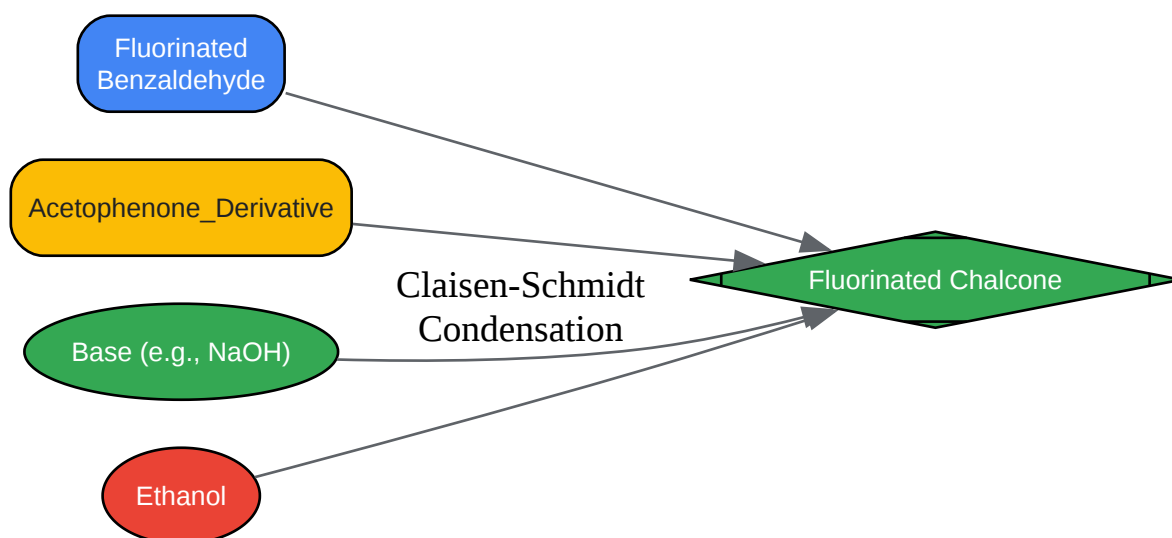 Fluorinated
Benzaldehyde
Acetophenone_Derivative
Claisen-Schmidt
Condensation
Fluorinated Chalcone
Base (e.g., NaOH)
Ethanol